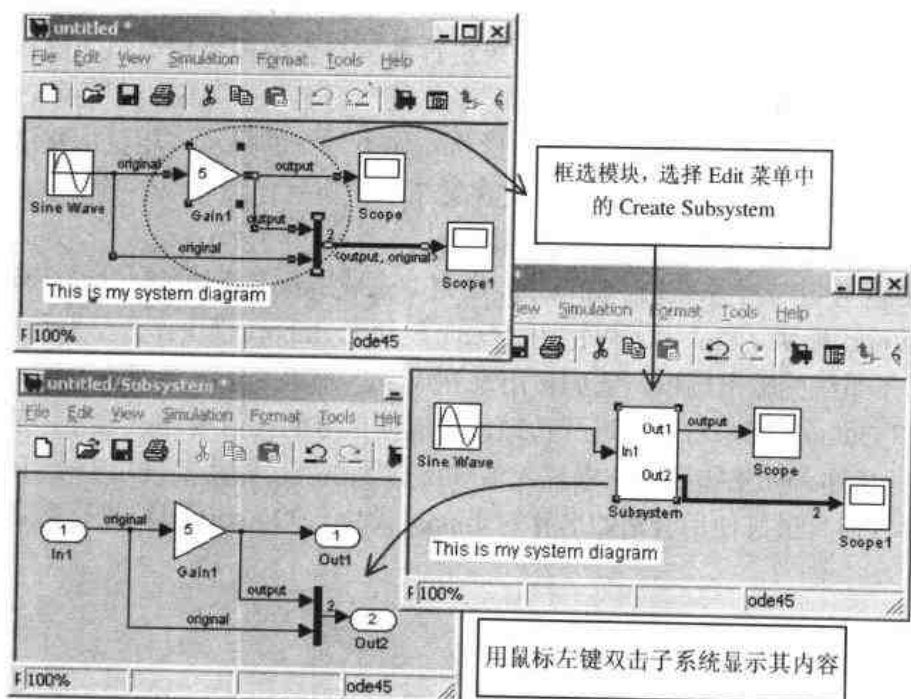 untitled *
File Edit View Simulation Format Tools Help
original
5
output
Sine Wave
Gain1
output
Scope
original
2
<output, original>
Scope1
This is my system diagram
100%
ode45
框选模块，选择 Edit 菜单中
的 Create Subsystem
View Simulation Format Tools Help
Out1
output
In1
Sine Wave
Out2
Scope
Subsystem
2
Scope1
This is my system diagram
100%
ode45
untitled/Subsystem *
File Edit View Simulation Format Tools Help
1
original
5
1
In1
Gain1
Out1
output
2
original
2
Out2
100%
ode45
用鼠标左键双击子系统显示其内容